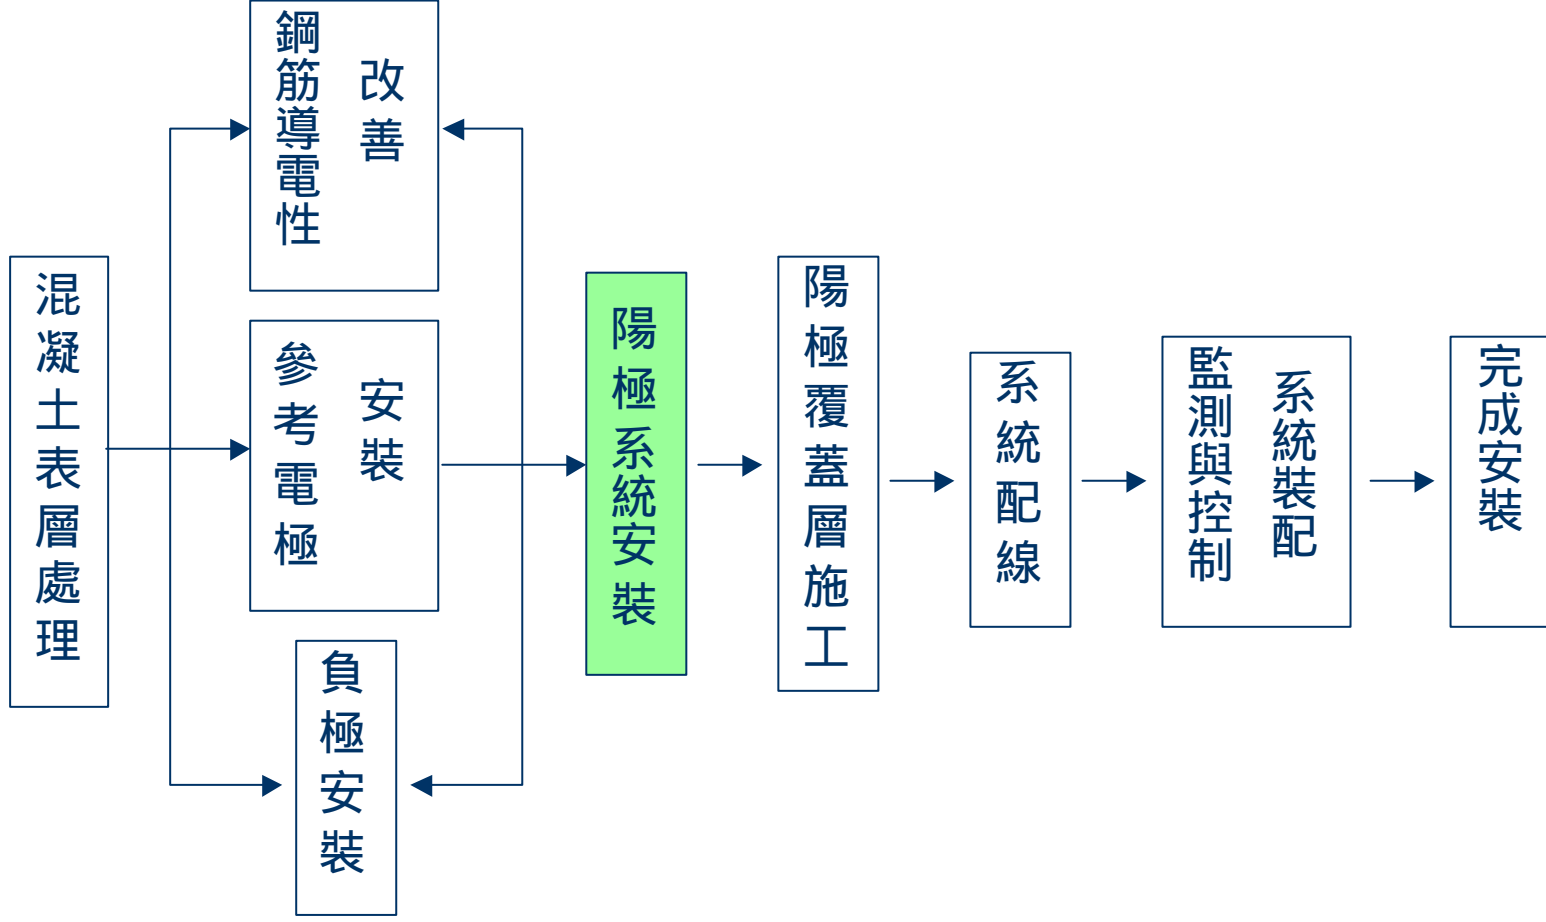 混凝土表層處理
鋼筋導電性
改善
參考電極
安裝
負極安裝
陽極系統安裝
陽極覆蓋層施工
系統配線
監測與控制
系統裝配
完成安裝